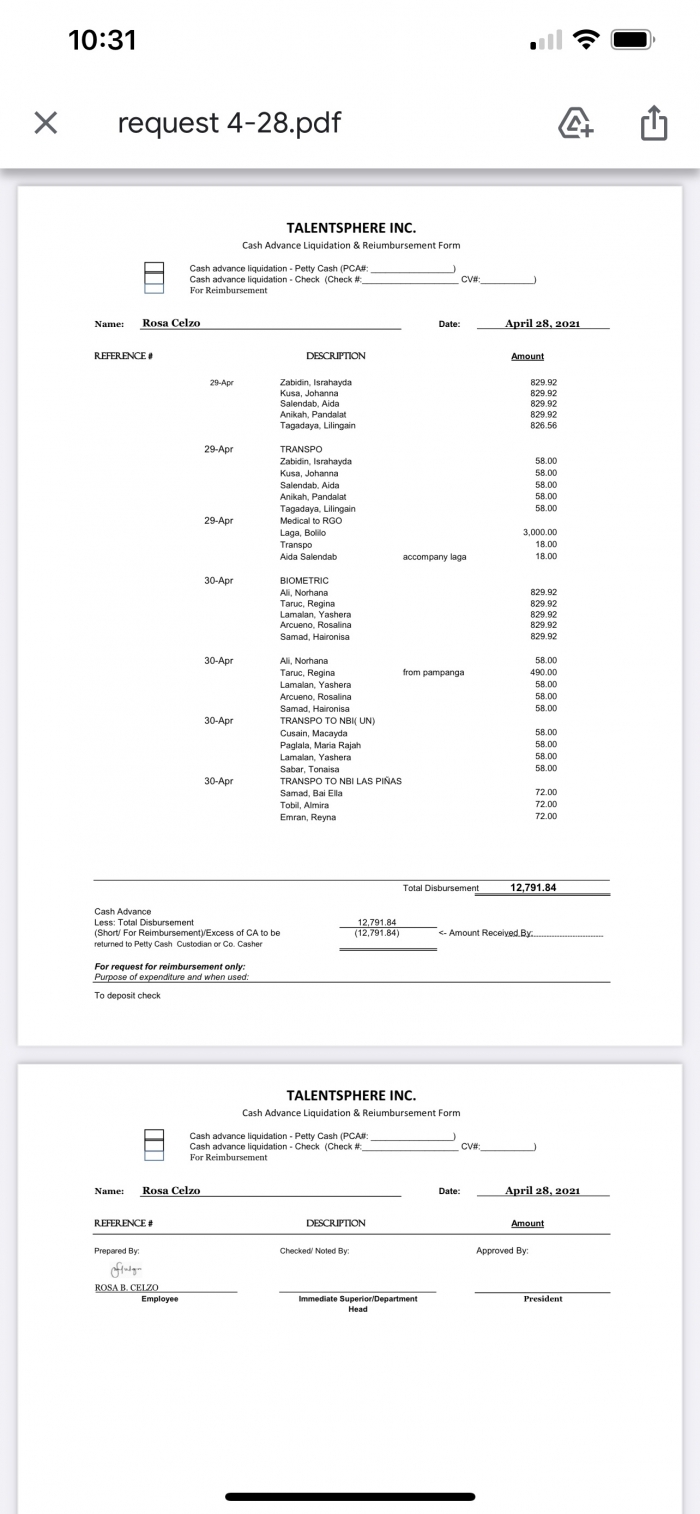 10:31
request 4-28.pdf
TALENTSPHERE INC.
Cash Advance Liquidation & Reiumbursement Form
Cash advance liquidation - Petty Cash (PCA#: __________________)
Cash advance liquidation - Check (Check #:____________________ CV#:___________)
For Reimbursement
Name: Rosa Celzo Date: April 28, 2021
REFERENCE # DESCRIPTION Amount
29-Apr Zabidin, Israhayda 829.92
Kusa, Johanna 829.92
Salendab, Aida 829.92
Anikah, Pandalat 829.92
Tagadaya, Lilingain 826.56
29-Apr TRANSPO
Zabidin, Israhayda 58.00
Kusa, Johanna 58.00
Salendab, Aida 58.00
Anikah, Pandalat 58.00
Tagadaya, Lilingain 58.00
29-Apr Medical to RGO
Laga, Bolilo 3,000.00
Transpo 18.00
Aida Salendab accompany laga 18.00
30-Apr BIOMETRIC
Ali, Norhana 829.92
Taruc, Regina 829.92
Lamalan, Yashera 829.92
Arcueno, Rosalina 829.92
Samad, Haironisa 829.92
30-Apr Ali, Norhana 58.00
Taruc, Regina from pampanga 490.00
Lamalan, Yashera 58.00
Arcueno, Rosalina 58.00
Samad, Haironisa 58.00
30-Apr TRANSPO TO NBI( UN)
Cusain, Macayda 58.00
Paglala, Maria Rajah 58.00
Lamalan, Yashera 58.00
Sabar, Tonaisa 58.00
30-Apr TRANSPO TO NBI LAS PIÑAS
Samad, Bai Ella 72.00
Tobil, Almira 72.00
Emran, Reyna 72.00
Total Disbursement 12,791.84
Cash Advance
Less: Total Disbursement 12,791.84
(Short/ For Reimbursement)/Excess of CA to be (12,791.84) <- Amount Received By:
returned to Petty Cash Custodian or Co. Casher
For request for reimbursement only:
Purpose of expenditure and when used:
To deposit check
TALENTSPHERE INC.
Cash Advance Liquidation & Reiumbursement Form
Cash advance liquidation - Petty Cash (PCA#: __________________)
Cash advance liquidation - Check (Check #:____________________ CV#:___________)
For Reimbursement
Name: Rosa Celzo Date: April 28, 2021
REFERENCE # DESCRIPTION Amount
Prepared By: Checked/ Noted By: Approved By:
ROSA B. CELZO
Employee Immediate Superior/Department President
Head